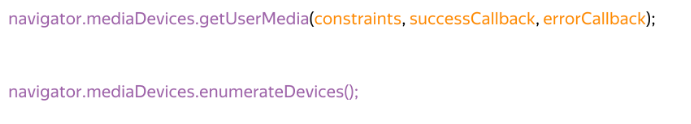 navigator.mediaDevices.getUserMedia(constraints, successCallback, errorCallback);
navigator.mediaDevices.enumerateDevices();